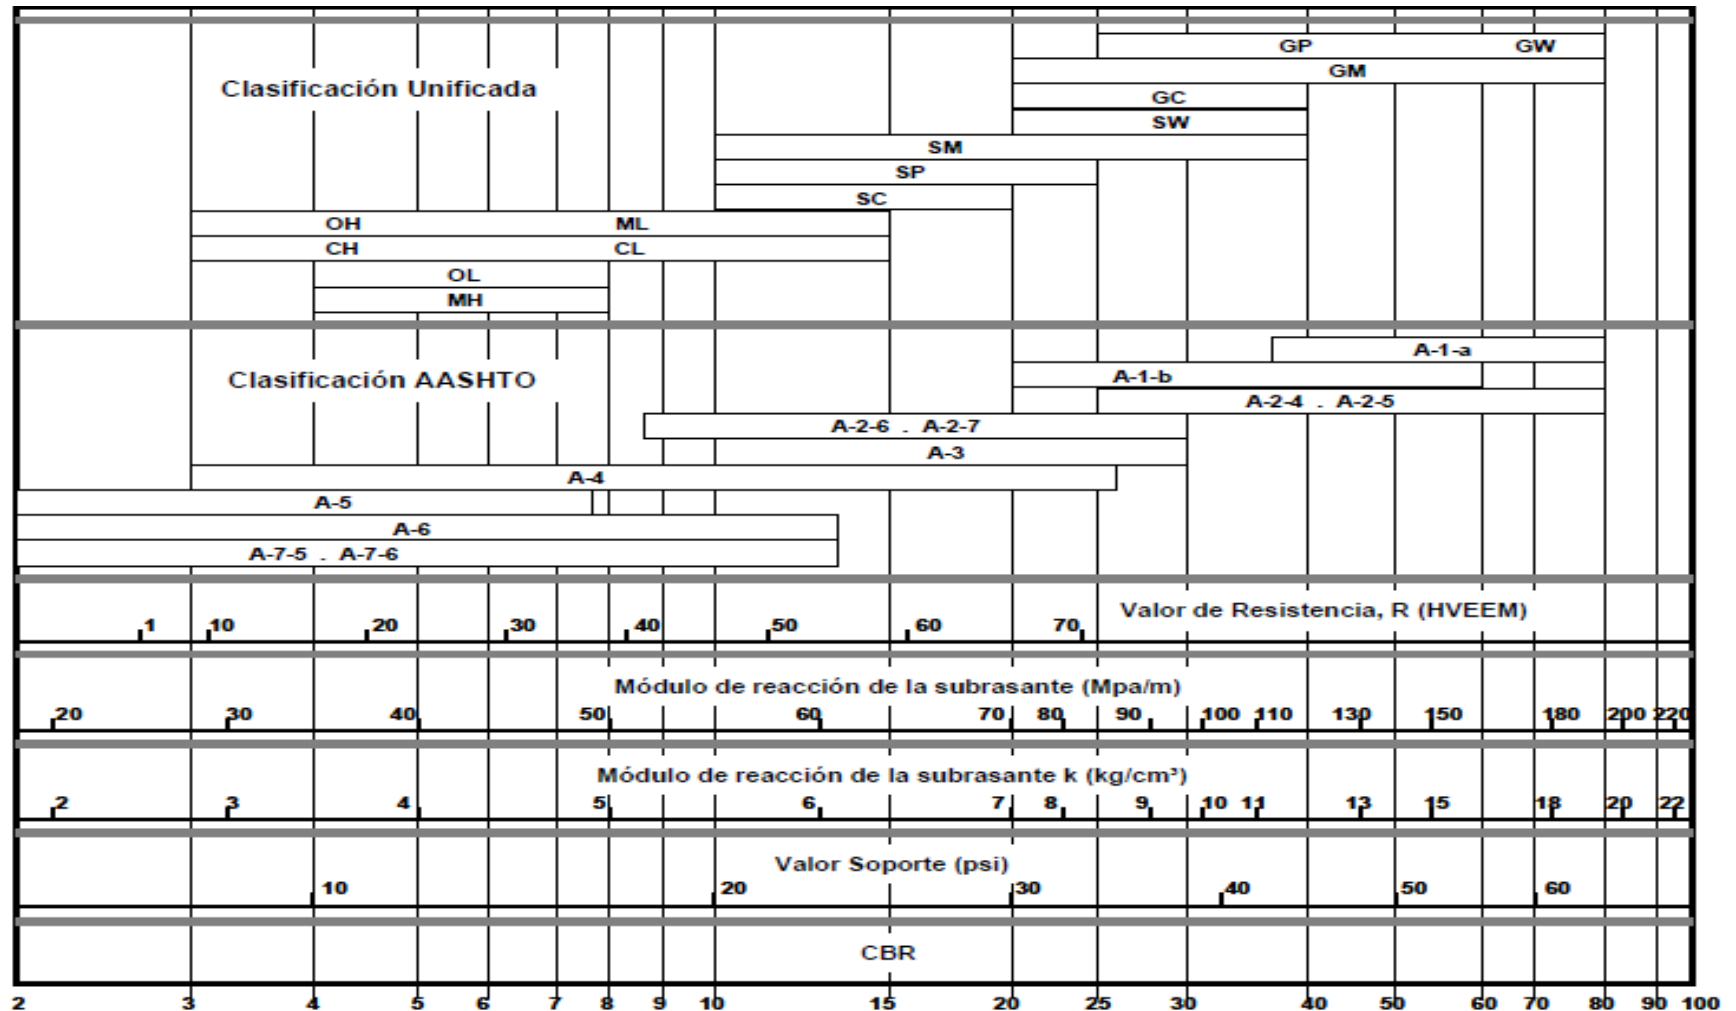 GP GW
GM
Clasificación Unificada
GC
SW
SM
SP
SC
OH ML
CH CL
OL
MH
A-1-a
Clasificación AASHTO
A-1-b
A-2-4 . A-2-5
A-2-6 . A-2-7
A-3
A-4
A-5
A-6
A-7-5 . A-7-6
Valor de Resistencia, R (HVEEM)
1 10 20 30 40 50 60 70
Módulo de reacción de la subrasante (Mpa/m)
20 30 40 50 60 70 80 90 100 110 130 150 180 200 220
Módulo de reacción de la subrasante k (kg/cm³)
2 3 4 5 6 7 8 9 10 11 13 15 18 20 22
Valor Soporte (psi)
10 20 30 40 50 60
CBR
2 3 4 5 6 7 8 9 10 15 20 25 30 40 50 60 70 80 90 100